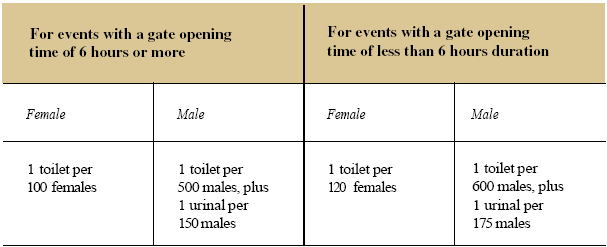 For events with a gate opening
time of 6 hours or more
For events with a gate opening
time of less than 6 hours duration
Female
Male
Female
Male
1 toilet per
100 females
1 toilet per
500 males, plus
1 urinal per
150 males
1 toilet per
120 females
1 toilet per
600 males, plus
1 urinal per
175 males